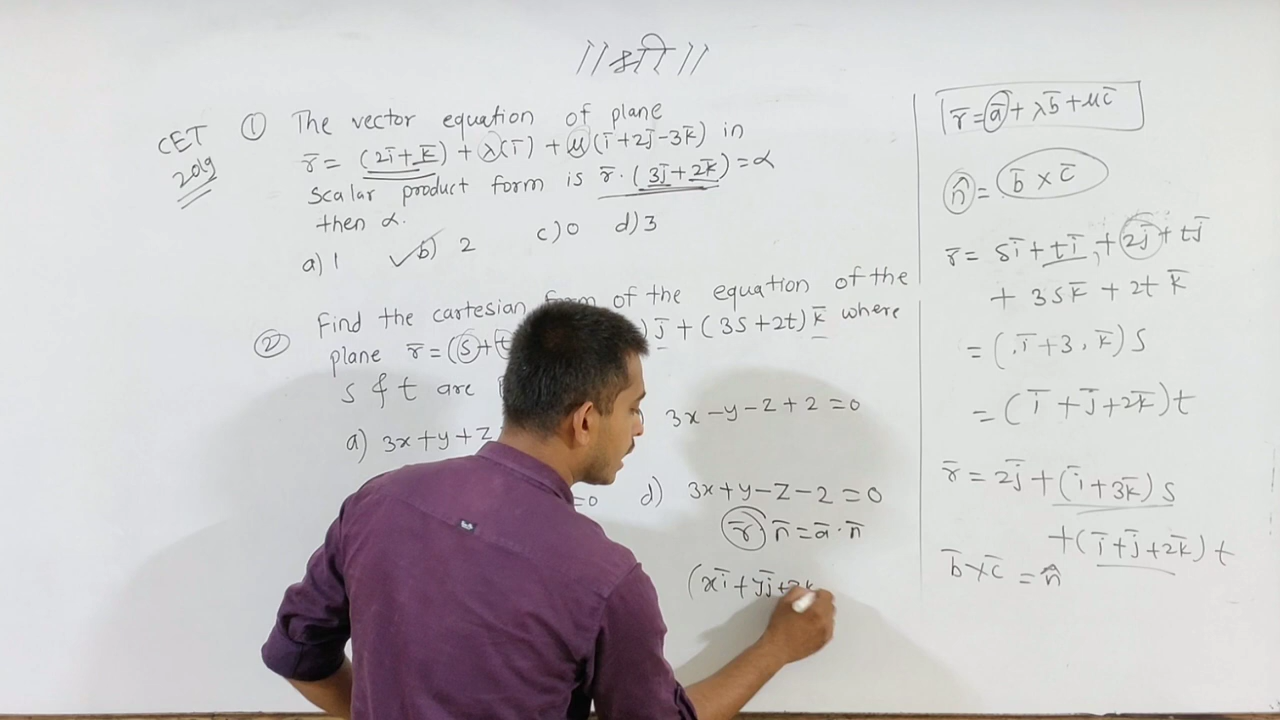 ||श्री||
CET
2019
① The vector equation of plane
r̄ = (2ī+k̄) + λ(ī) + μ(ī+2j̄-3k̄) in
scalar product form is r̄·(3j̄+2k̄)=α
then α.
a) 1 b) 2 c) 0 d) 3
② Find the cartesian form of the equation of the
plane r̄=(s+t ) j̄ + (3s+2t) k̄ where
s & t are
3x-y-z+2=0
a) 3x+y+z
=0 d) 3x+y-z-2=0
r̄ n̄=ā·n̄
(xī+yj̄+zk
r̄=ā+λb̄+μc̄
n̂= b̄×c̄
r̄= sī+tī+2j̄+tj̄
+ 3sk̄ + 2tk̄
= (ī+3k̄)s
= (ī+j̄+2k̄)t
r̄=2j̄+(ī+3k̄)s
+(ī+j̄+2k̄)t
b̄×c̄ = n̂